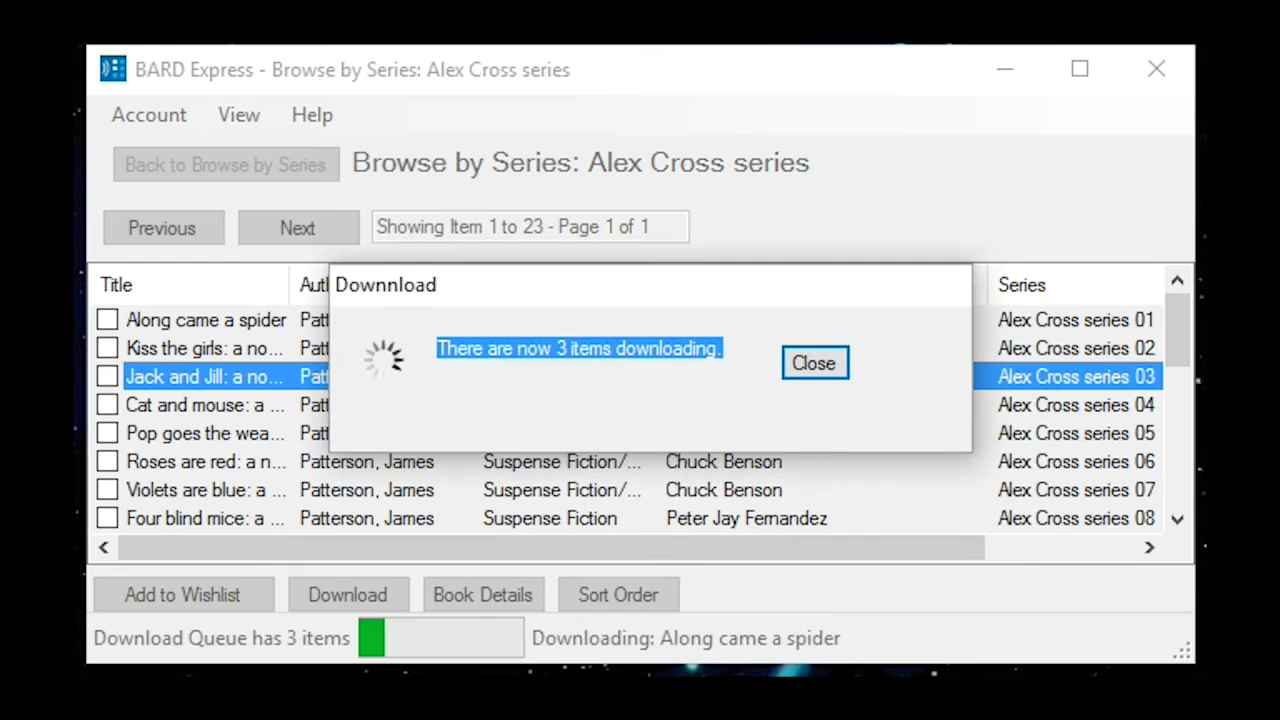 BARD Express - Browse by Series: Alex Cross series
Account View Help
Back to Browse by Series Browse by Series: Alex Cross series
Previous Next Showing Item 1 to 23 - Page 1 of 1
Title Auth Series
Downnload
There are now 3 items downloading.
Close
Along came a spider Patt Alex Cross series 01
Kiss the girls: a no... Patt Alex Cross series 02
Jack and Jill: a no... Patt Alex Cross series 03
Cat and mouse: a ... Patt Alex Cross series 04
Pop goes the wea... Patt Alex Cross series 05
Roses are red: a n... Patterson, James Suspense Fiction/... Chuck Benson Alex Cross series 06
Violets are blue: a ... Patterson, James Suspense Fiction/... Chuck Benson Alex Cross series 07
Four blind mice: a ... Patterson, James Suspense Fiction Peter Jay Fernandez Alex Cross series 08
Add to Wishlist Download Book Details Sort Order
Download Queue has 3 items Downloading: Along came a spider